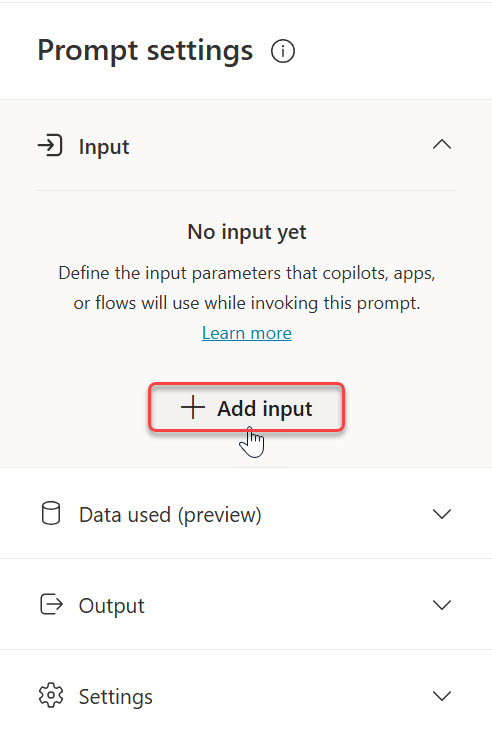 Prompt settings
Input
No input yet
Define the input parameters that copilots, apps,
or flows will use while invoking this prompt.
Learn more
Add input
Data used (preview)
Output
Settings